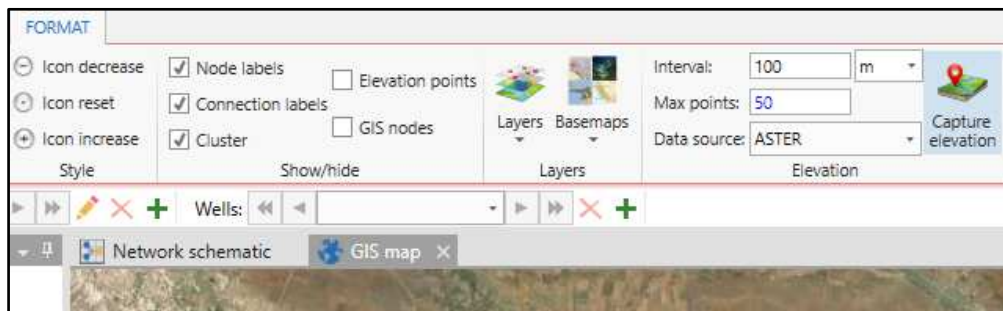 FORMAT
Icon decrease
Icon reset
Icon increase
Style
Node labels
Connection labels
Cluster
Elevation points
GIS nodes
Show/hide
Layers
Basemaps
Layers
Interval: 100 m
Max points: 50
Data source: ASTER
Capture
elevation
Elevation
Wells:
Network schematic
GIS map